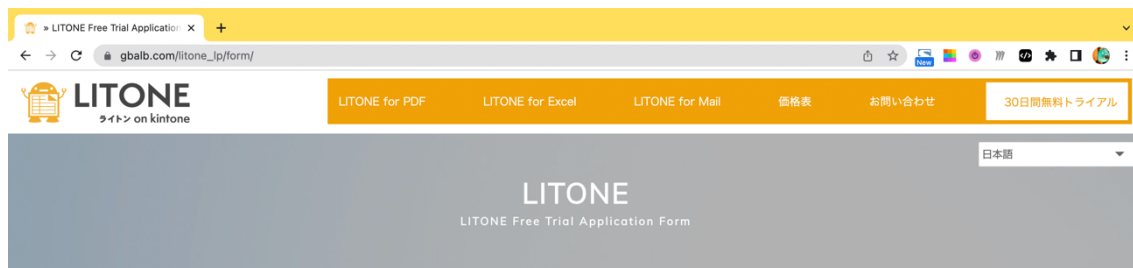 » LITONE Free Trial Application
gbalb.com/litone_lp/form/
New
LITONE
ライトン on kintone
LITONE for PDF
LITONE for Excel
LITONE for Mail
価格表
お問い合わせ
30日間無料トライアル
日本語
LITONE
LITONE Free Trial Application Form